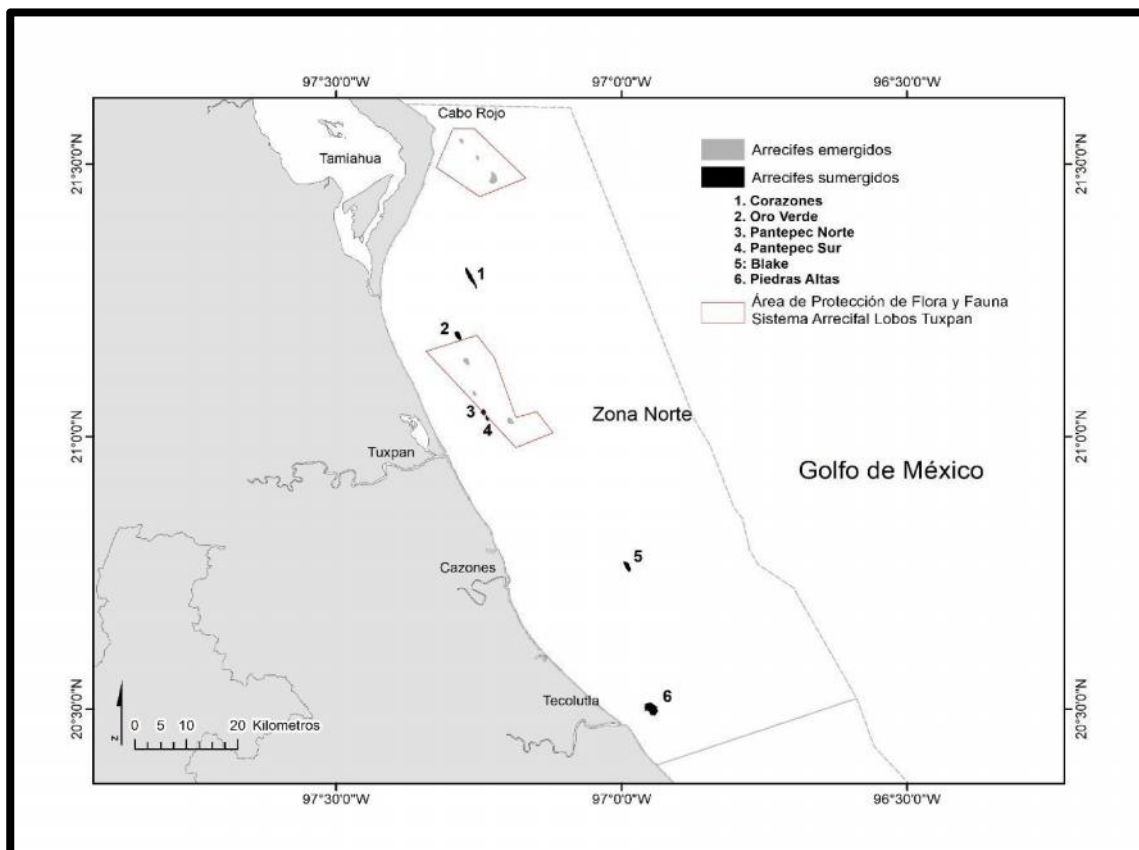 97°30'0"W 97°0'0"W 96°30'0"W
Cabo Rojo
Tamiahua
21°30'0"N
21°30'0"N
Arrecifes emergidos
Arrecifes sumergidos
1. Corazones
2. Oro Verde
3. Pantepec Norte
4. Pantepec Sur
5: Blake
6. Piedras Altas
Área de Protección de Flora y Fauna
Sistema Arrecifal Lobos Tuxpan
1
2
3
4
Zona Norte
21°0'0"N
21°0'0"N
Tuxpan
Golfo de México
5
Cazones
6
Tecolutla
20°30'0"N
20°30'0"N
N
0 5 10 20 Kilometros
97°30'0"W 97°0'0"W 96°30'0"W